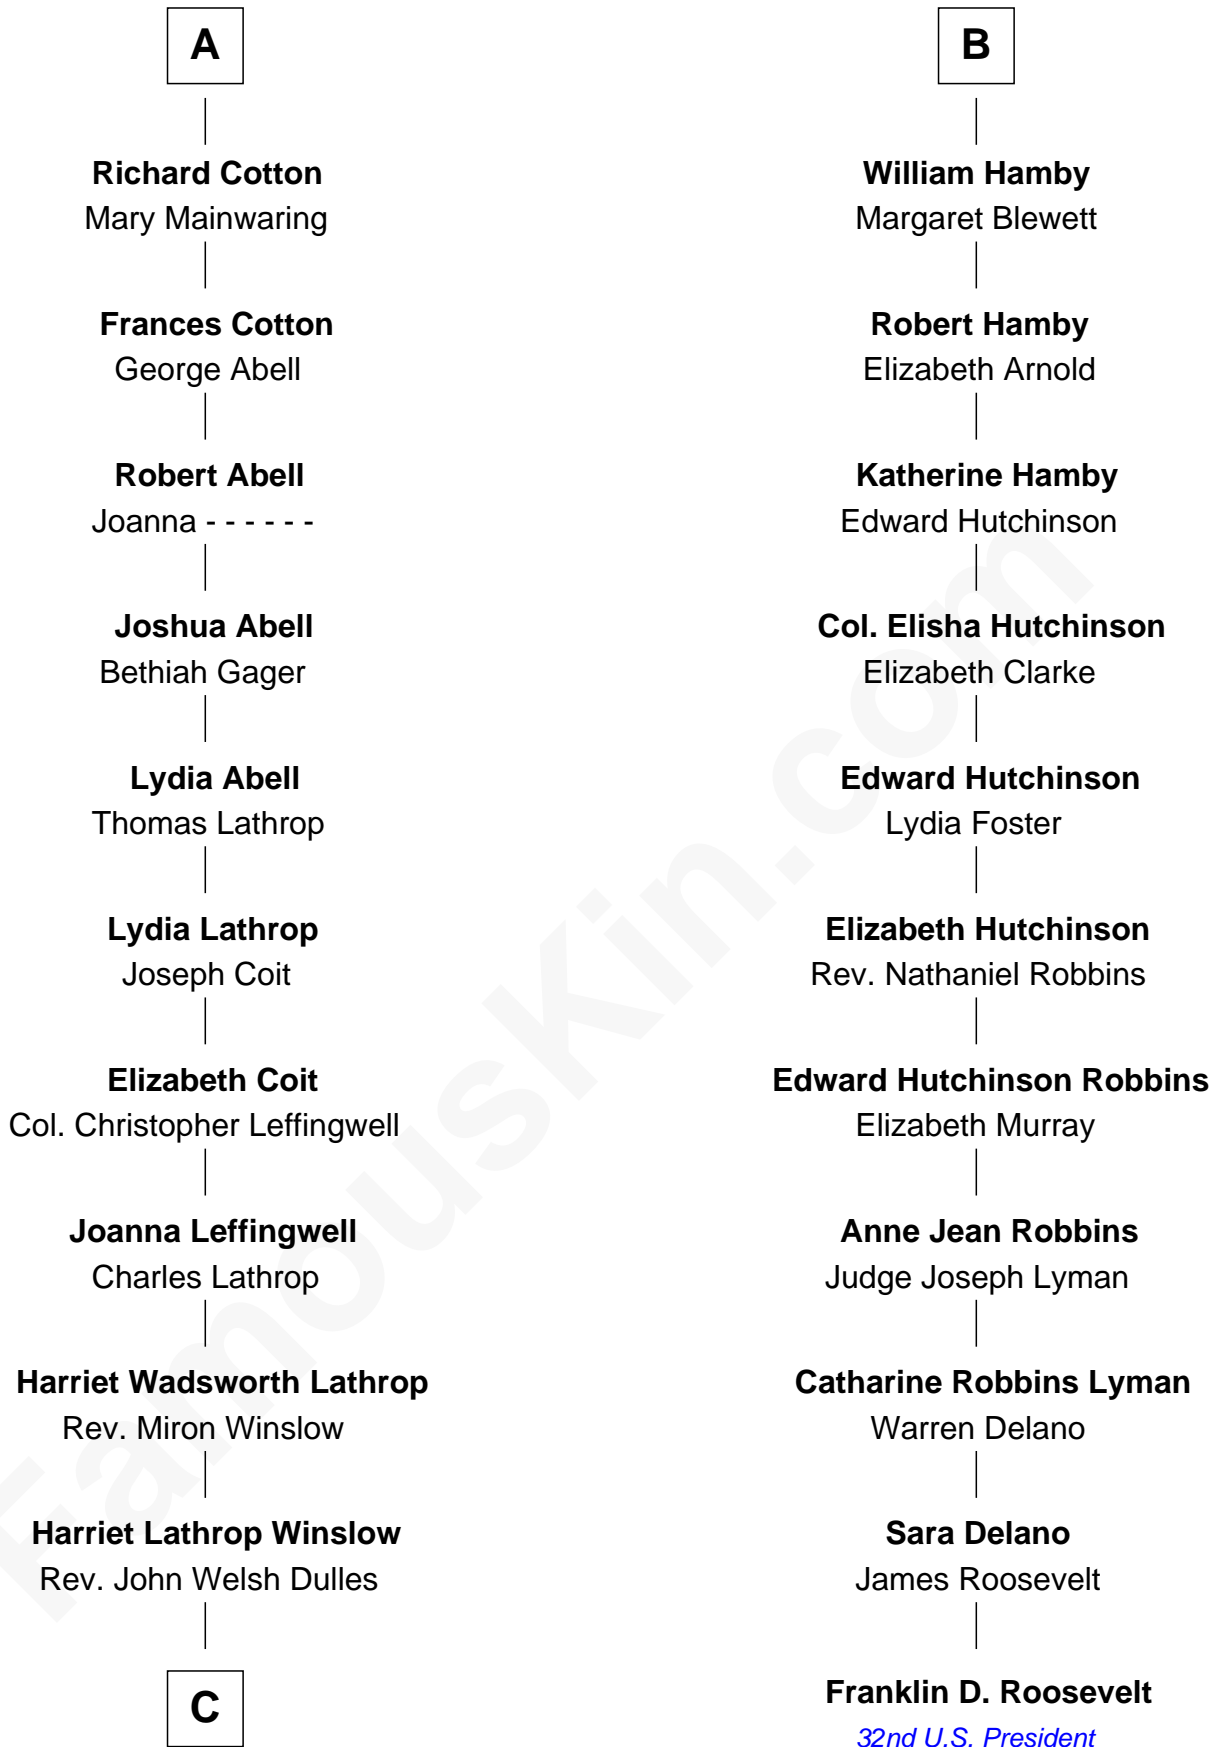 A
Richard Cotton
Mary Mainwaring
Frances Cotton
George Abell
Robert Abell
Joanna - - - - - -
Joshua Abell
Bethiah Gager
Lydia Abell
Thomas Lathrop
Lydia Lathrop
Joseph Coit
Elizabeth Coit
Col. Christopher Leffingwell
Joanna Leffingwell
Charles Lathrop
Harriet Wadsworth Lathrop
Rev. Miron Winslow
Harriet Lathrop Winslow
Rev. John Welsh Dulles
C
B
William Hamby
Margaret Blewett
Robert Hamby
Elizabeth Arnold
Katherine Hamby
Edward Hutchinson
Col. Elisha Hutchinson
Elizabeth Clarke
Edward Hutchinson
Lydia Foster
Elizabeth Hutchinson
Rev. Nathaniel Robbins
Edward Hutchinson Robbins
Elizabeth Murray
Anne Jean Robbins
Judge Joseph Lyman
Catharine Robbins Lyman
Warren Delano
Sara Delano
James Roosevelt
Franklin D. Roosevelt
32nd U.S. President
FamousKin.com